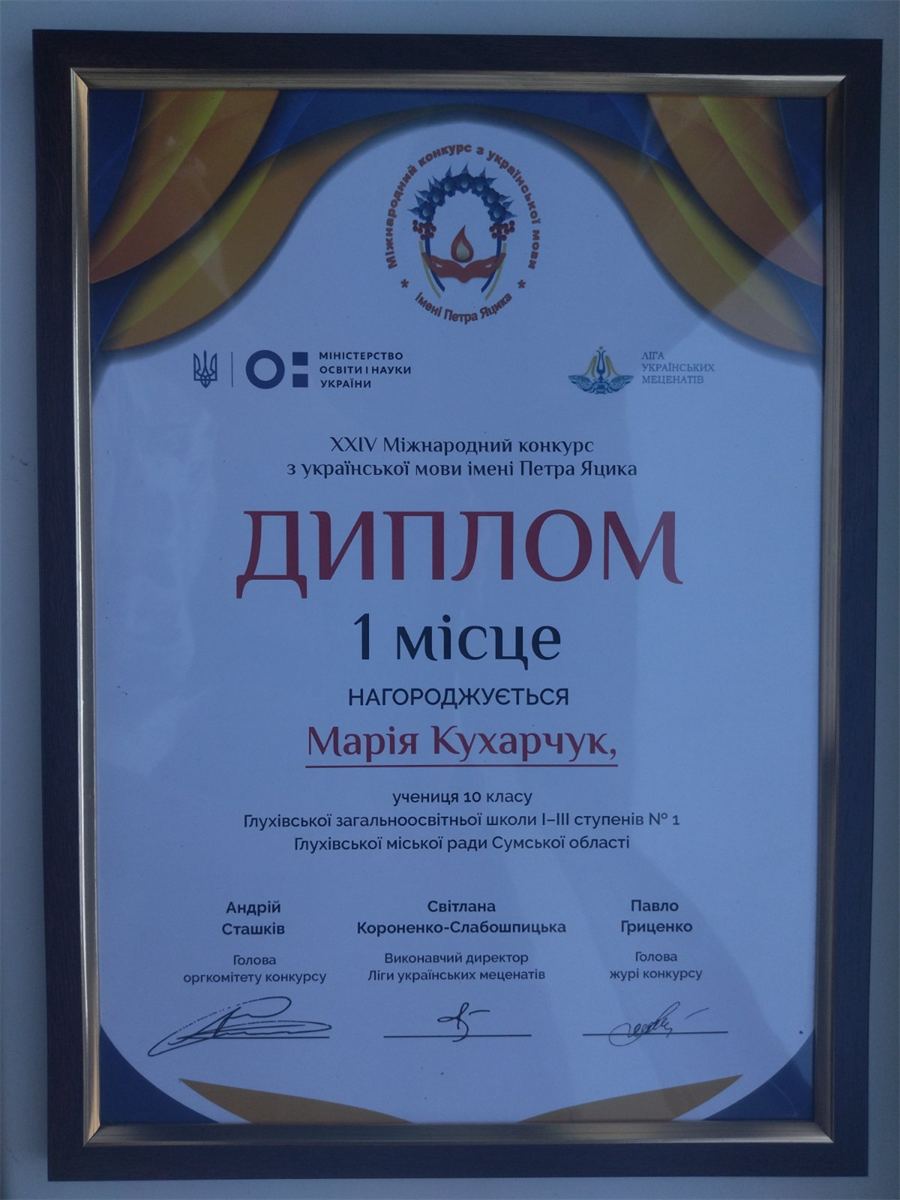 Міжнародний конкурс з української мови
* імені Петра Яцика *
МІНІСТЕРСТВО
ОСВІТИ І НАУКИ
УКРАЇНИ
ЛІГА
УКРАЇНСЬКИХ
МЕЦЕНАТІВ
XXIV Міжнародний конкурс
з української мови імені Петра Яцика
ДИПЛОМ
1 місце
НАГОРОДЖУЄТЬСЯ
Марія Кухарчук,
учениця 10 класу
Глухівської загальноосвітньої школи І–ІІІ ступенів № 1
Глухівської міської ради Сумської області
Андрій
Сташків
Голова
оргкомітету конкурсу
Світлана
Короненко-Слабошпицька
Виконавчий директор
Ліги українських меценатів
Павло
Гриценко
Голова
журі конкурсу